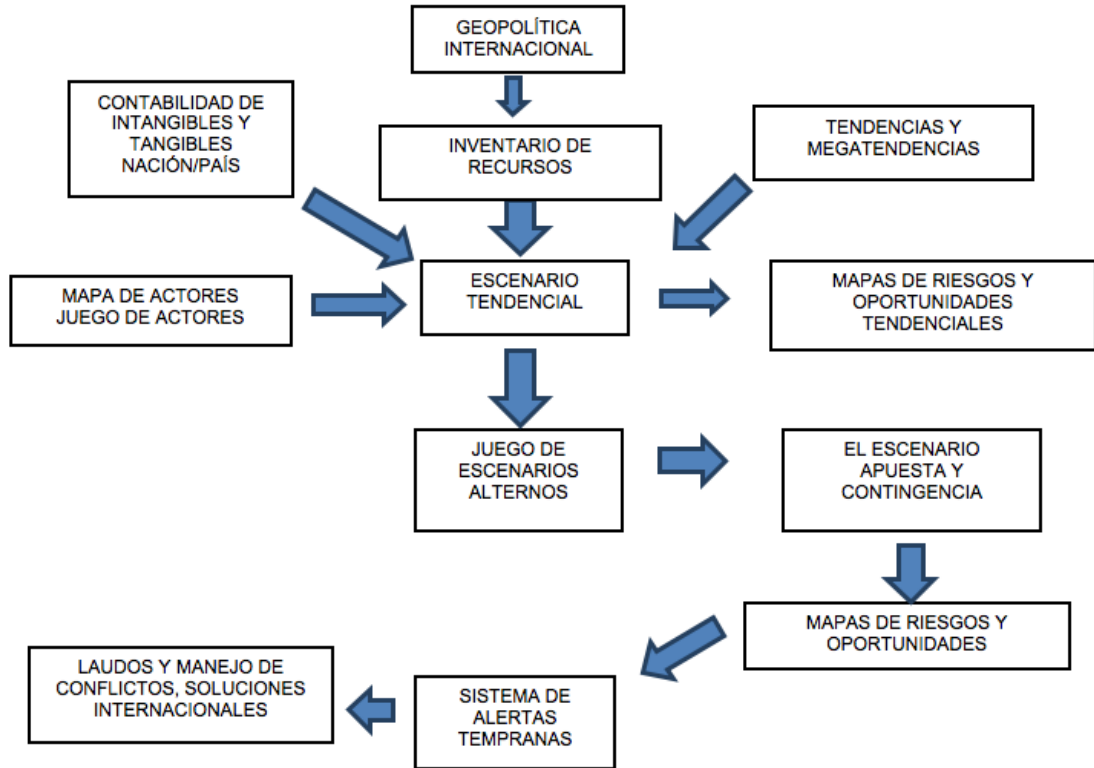 GEOPOLÍTICA
INTERNACIONAL
CONTABILIDAD DE
INTANGIBLES Y
TANGIBLES
NACIÓN/PAÍS
INVENTARIO DE
RECURSOS
TENDENCIAS Y
MEGATENDENCIAS
MAPA DE ACTORES
JUEGO DE ACTORES
ESCENARIO
TENDENCIAL
MAPAS DE RIESGOS Y
OPORTUNIDADES
TENDENCIALES
JUEGO DE
ESCENARIOS
ALTERNOS
EL ESCENARIO
APUESTA Y
CONTINGENCIA
MAPAS DE RIESGOS Y
OPORTUNIDADES
LAUDOS Y MANEJO DE
CONFLICTOS, SOLUCIONES
INTERNACIONALES
SISTEMA DE
ALERTAS
TEMPRANAS